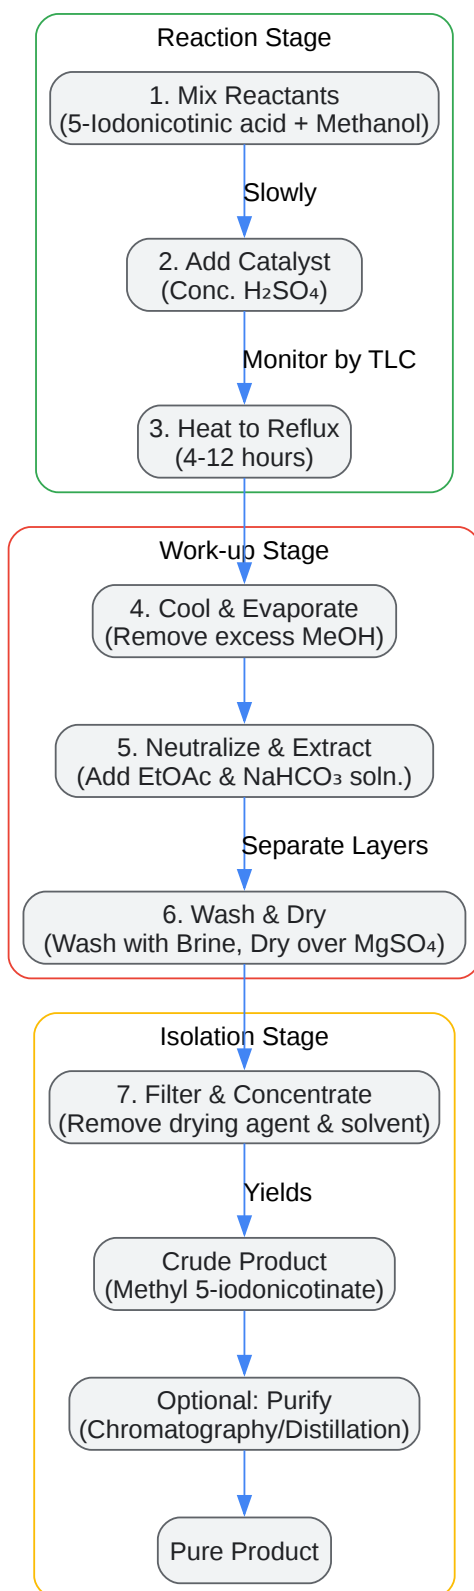 Reaction Stage
1. Mix Reactants
(5-Iodonicotinic acid + Methanol)
Slowly
2. Add Catalyst
(Conc. H₂SO₄)
Monitor by TLC
3. Heat to Reflux
(4-12 hours)
Work-up Stage
4. Cool & Evaporate
(Remove excess MeOH)
5. Neutralize & Extract
(Add EtOAc & NaHCO₃ soln.)
Separate Layers
6. Wash & Dry
(Wash with Brine, Dry over MgSO₄)
Isolation Stage
7. Filter & Concentrate
(Remove drying agent & solvent)
Yields
Crude Product
(Methyl 5-iodonicotinate)
Optional: Purify
(Chromatography/Distillation)
Pure Product